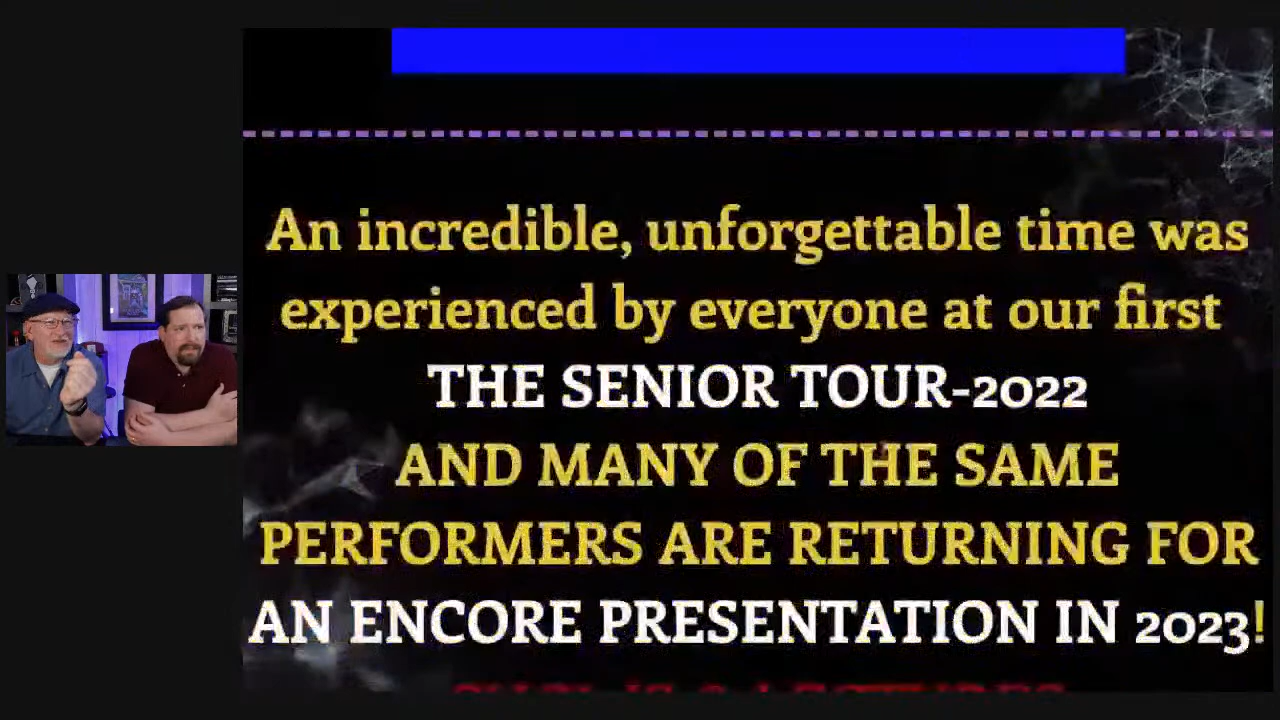 An incredible, unforgettable time was
experienced by everyone at our first
THE SENIOR TOUR-2022
AND MANY OF THE SAME
PERFORMERS ARE RETURNING FOR
AN ENCORE PRESENTATION IN 2023!